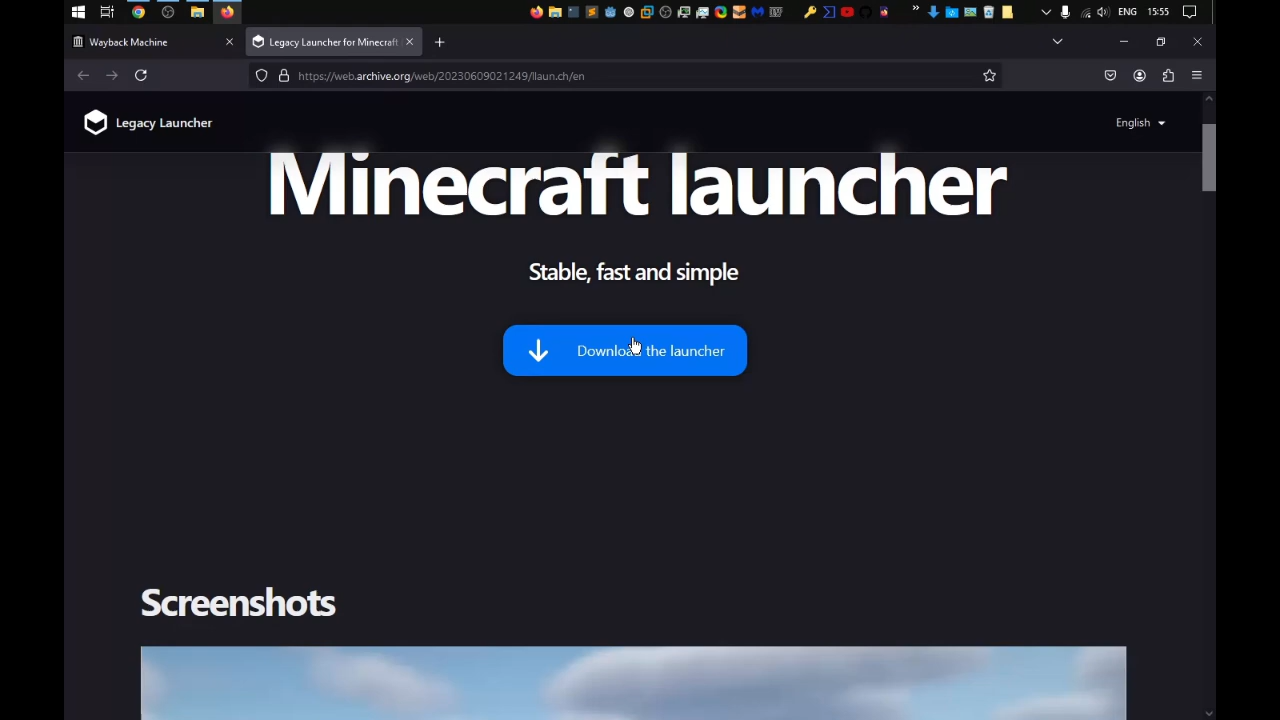 ENG 15:55
Wayback Machine
Legacy Launcher for Minecraft
https://web.archive.org/web/20230609021249/llaun.ch/en
Legacy Launcher
English
Minecraft launcher
Stable, fast and simple
Download the launcher
Screenshots